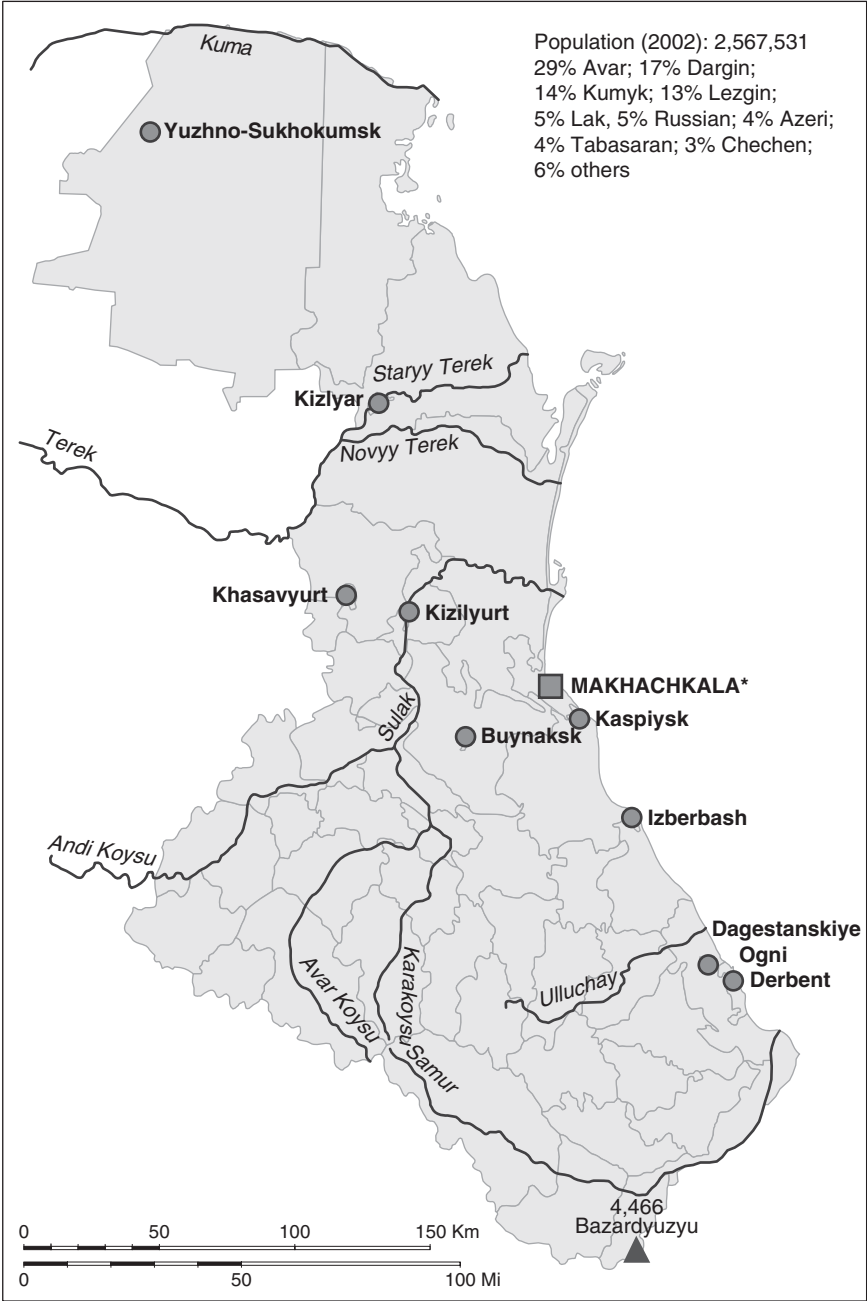 Kuma
Population (2002): 2,567,531
29% Avar; 17% Dargin;
14% Kumyk; 13% Lezgin;
5% Lak, 5% Russian; 4% Azeri;
4% Tabasaran; 3% Chechen;
6% others
Yuzhno-Sukhokumsk
Staryy Terek
Kizlyar
Terek
Novyy Terek
Khasavyurt
Kizilyurt
MAKHACHKALA*
Sulak
Kaspiysk
Buynaksk
Izberbash
Andi Koysu
Dagestanskiye
Ogni
Derbent
Avar Koysu
Karakoysu
Ulluchay
Samur
4,466
Bazardyuzyu
0 50 100 150 Km
0 50 100 Mi